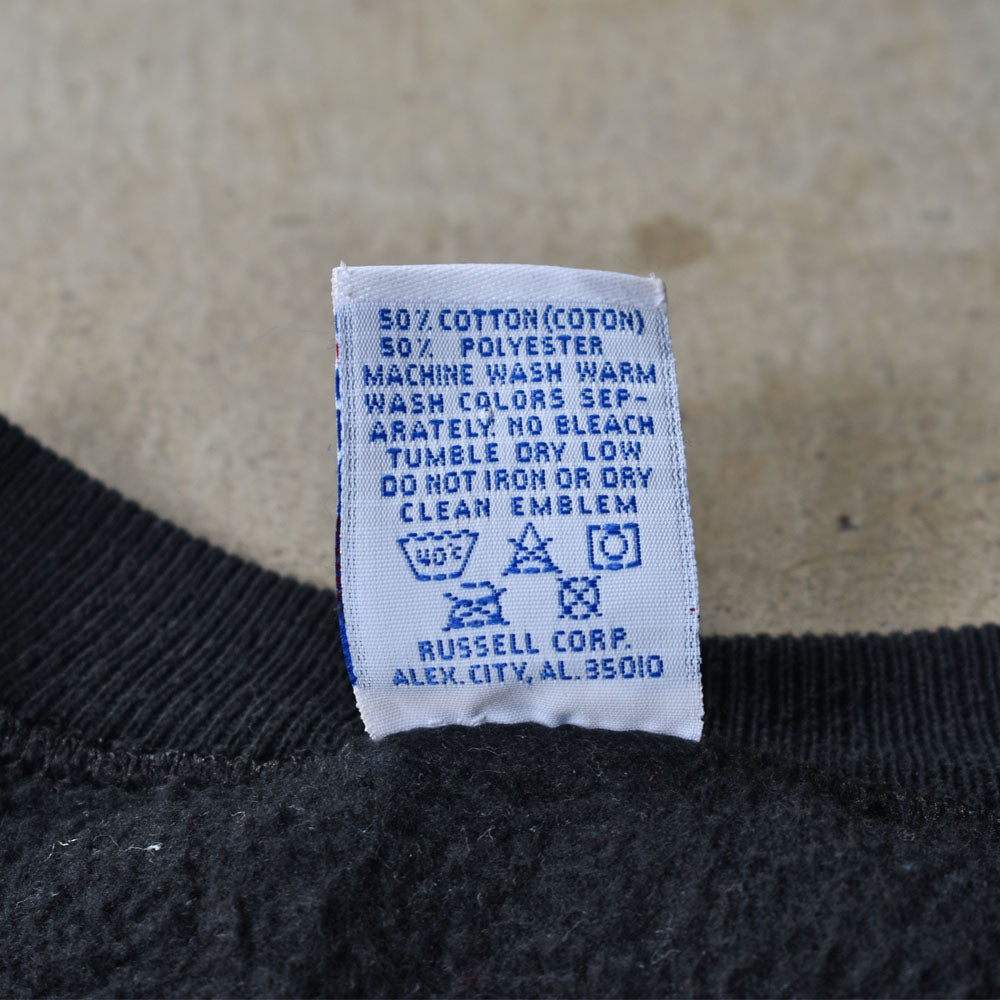 50% COTTON (COTON)
50% POLYESTER
MACHINE WASH WARM
WASH COLORS SEP-
ARATELY. NO BLEACH
TUMBLE DRY LOW
DO NOT IRON OR DRY
CLEAN EMBLEM
40°C
RUSSELL CORP.
ALEX. CITY, AL. 35010